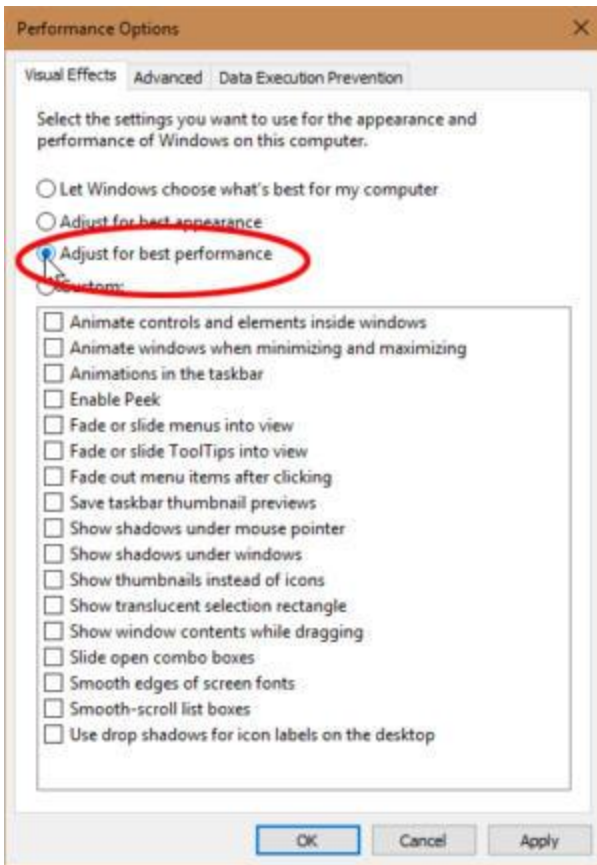 Performance Options
Visual Effects Advanced Data Execution Prevention
Select the settings you want to use for the appearance and
performance of Windows on this computer.
Let Windows choose what's best for my computer
Adjust for best appearance
Adjust for best performance
Custom:
Animate controls and elements inside windows
Animate windows when minimizing and maximizing
Animations in the taskbar
Enable Peek
Fade or slide menus into view
Fade or slide ToolTips into view
Fade out menu items after clicking
Save taskbar thumbnail previews
Show shadows under mouse pointer
Show shadows under windows
Show thumbnails instead of icons
Show translucent selection rectangle
Show window contents while dragging
Slide open combo boxes
Smooth edges of screen fonts
Smooth-scroll list boxes
Use drop shadows for icon labels on the desktop
OK Cancel Apply